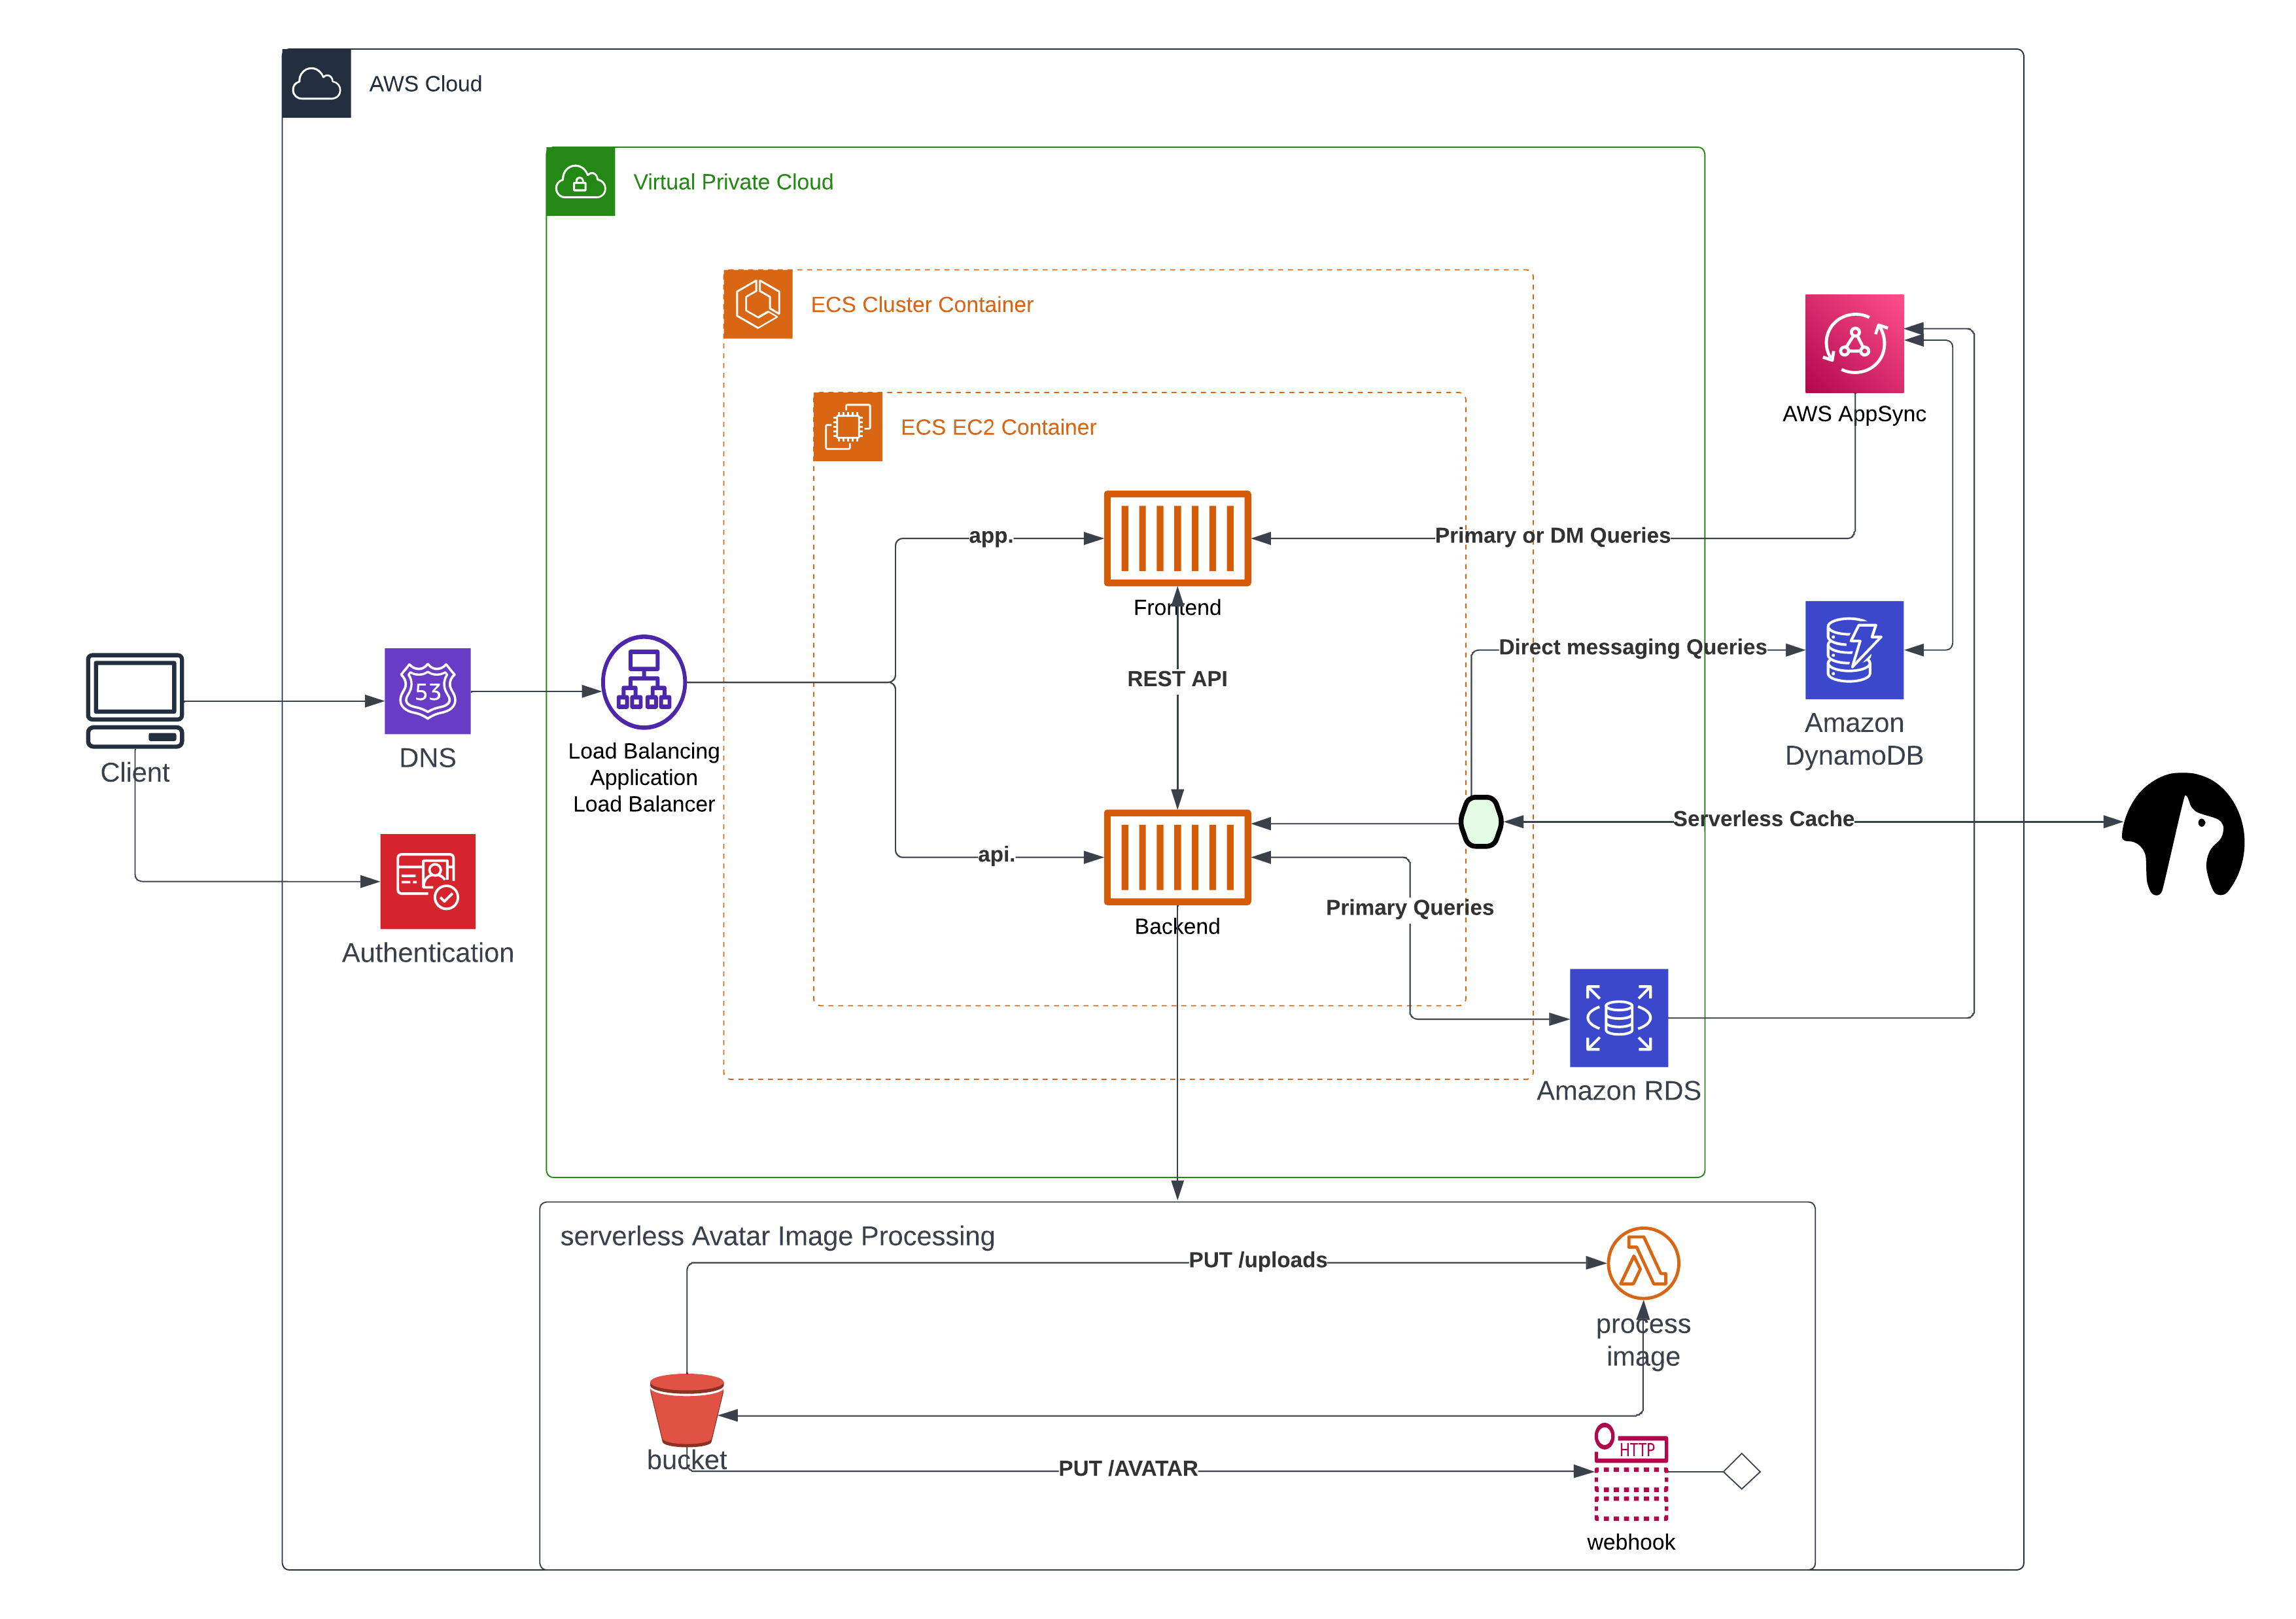 AWS Cloud
Virtual Private Cloud
ECS Cluster Container
ECS EC2 Container
AWS AppSync
app.
Primary or DM Queries
Frontend
Direct messaging Queries
REST API
53
DNS
Client
Load Balancing
Application
Load Balancer
Amazon
DynamoDB
Serverless Cache
api.
Primary Queries
Backend
Authentication
Amazon RDS
serverless Avatar Image Processing
PUT /uploads
process
image
bucket
HTTP
PUT /AVATAR
webhook